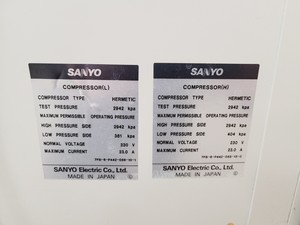 SANYO
COMPRESSOR(L)
COMPRESSOR TYPE HERMETIC
TEST PRESSURE 2942 kpa
MAXIMUM PERMISSIBLE OPERATING PRESSURE
HIGH PRESSURE SIDE 2942 kpa
LOW PRESSURE SIDE 381 kpa
NORMAL VOLTAGE 220 V
MAXIMUM CURRENT 23.0 A
SANYO Electric Co., Ltd.
MADE IN JAPAN
SANYO
COMPRESSOR(H)
COMPRESSOR TYPE HERMETIC
TEST PRESSURE 2942 kpa
MAXIMUM PERMISSIBLE OPERATING PRESSURE
HIGH PRESSURE SIDE 2942 kpa
LOW PRESSURE SIDE 404 kpa
NORMAL VOLTAGE 220 V
MAXIMUM CURRENT 23.0 A
SANYO Electric Co., Ltd.
MADE IN JAPAN